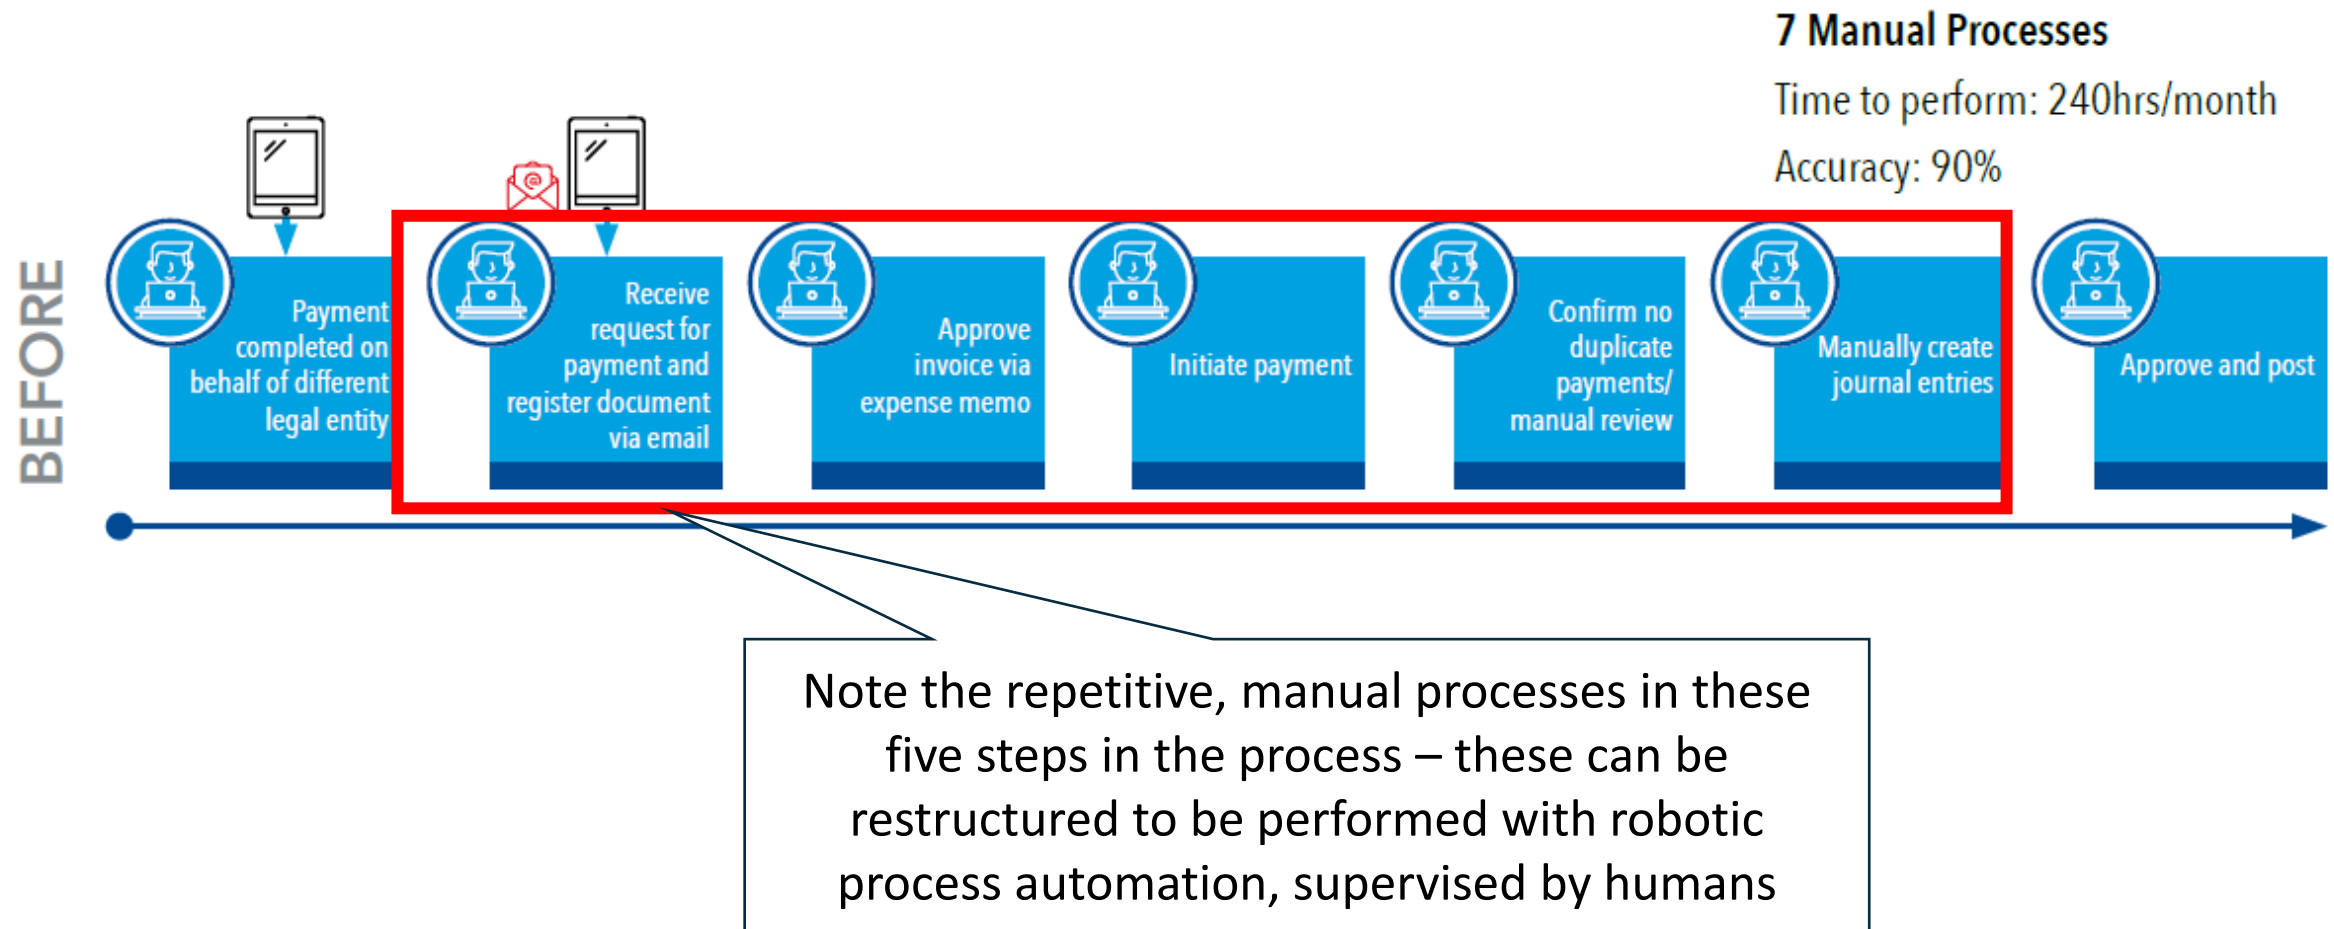 7 Manual Processes
Time to perform: 240hrs/month
Accuracy: 90%
BEFORE
Payment
completed on
behalf of different
legal entity
Receive
request for
payment and
register document
via email
Approve
invoice via
expense memo
Initiate payment
Confirm no
duplicate
payments/
manual review
Manually create
journal entries
Approve and post
Note the repetitive, manual processes in these
five steps in the process – these can be
restructured to be performed with robotic
process automation, supervised by humans